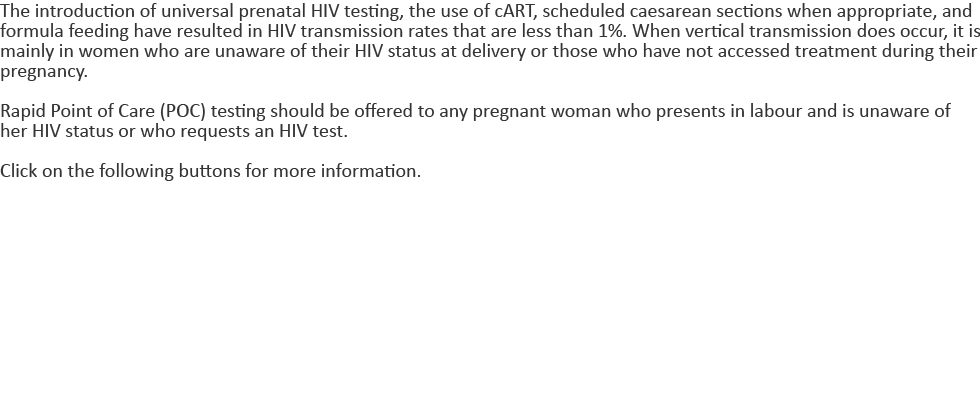 The introduction of universal prenatal HIV testing, the use of cART, scheduled caesarean sections when appropriate, and
formula feeding have resulted in HIV transmission rates that are less than 1%. When vertical transmission does occur, it is
mainly in women who are unaware of their HIV status at delivery or those who have not accessed treatment during their
pregnancy.
Rapid Point of Care (POC) testing should be offered to any pregnant woman who presents in labour and is unaware of
her HIV status or who requests an HIV test.
Click on the following buttons for more information.